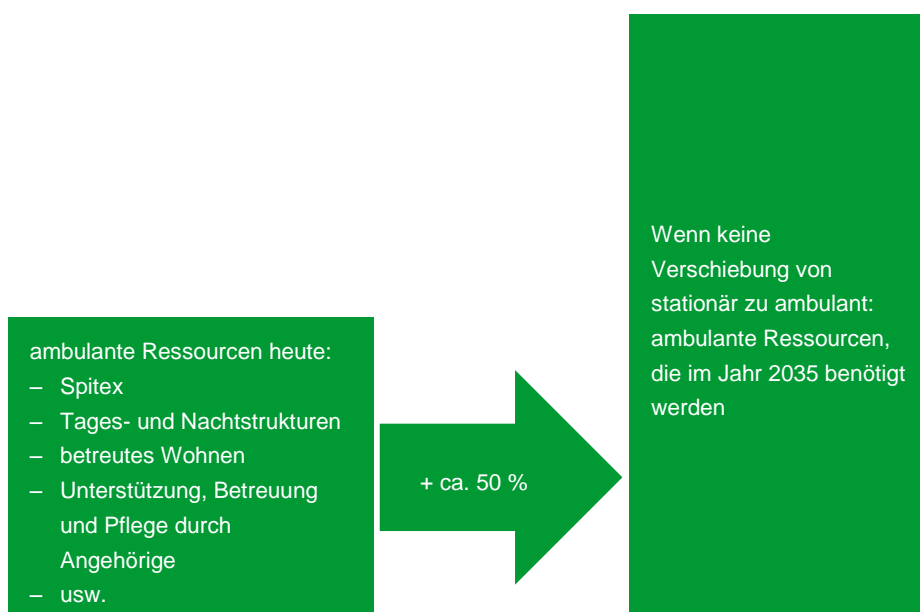 ambulante Ressourcen heute:
– Spitex
– Tages- und Nachtstrukturen
– betreutes Wohnen
– Unterstützung, Betreuung
und Pflege durch
Angehörige
– usw.
+ ca. 50 %
Wenn keine
Verschiebung von
stationär zu ambulant:
ambulante Ressourcen,
die im Jahr 2035 benötigt
werden